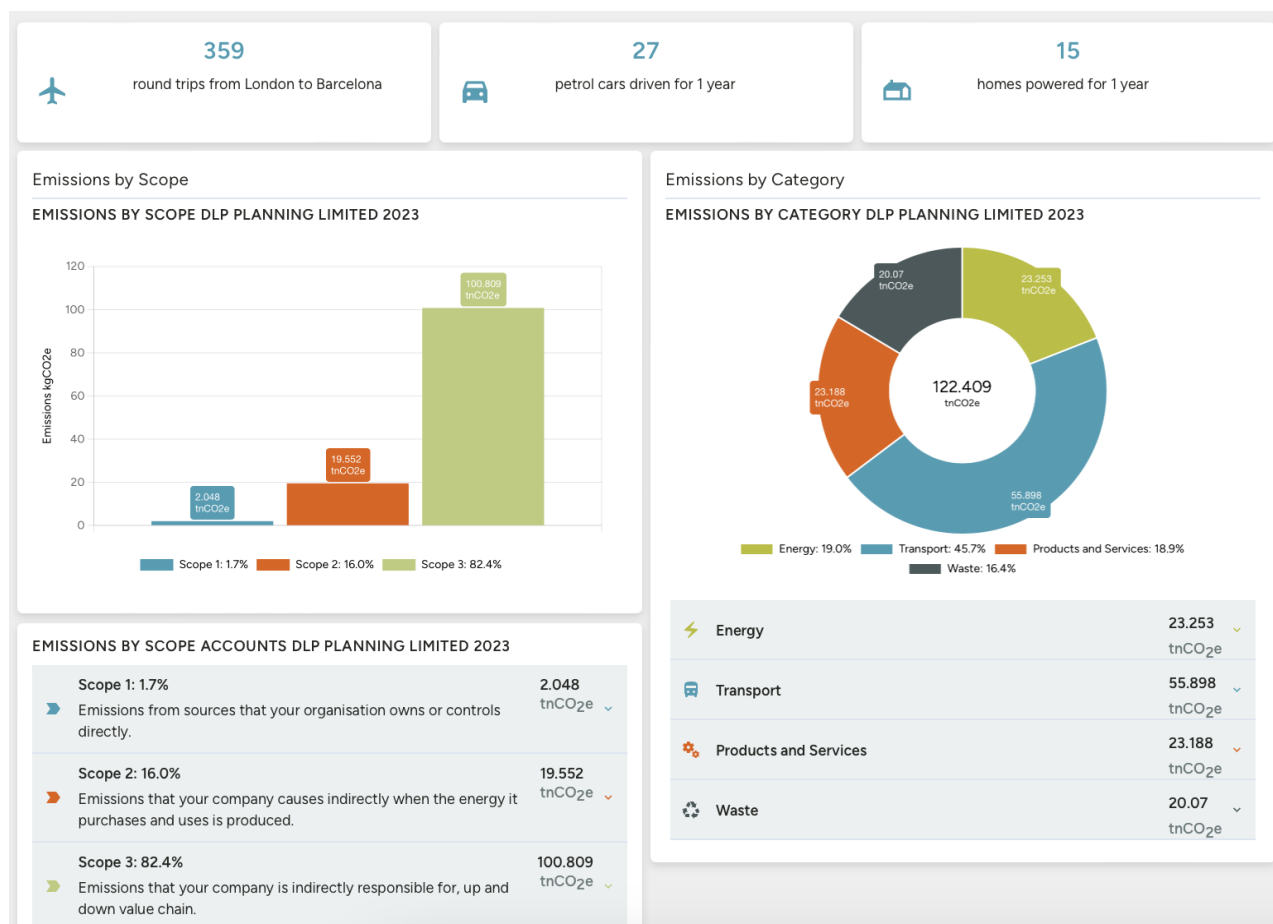 359
round trips from London to Barcelona
27
petrol cars driven for 1 year
15
homes powered for 1 year
Emissions by Scope
EMISSIONS BY SCOPE DLP PLANNING LIMITED 2023
Emissions kgCO2e
120
100
80
60
40
20
0
2.048
tnCO2e
19.552
tnCO2e
100.809
tnCO2e
Scope 1: 1.7% Scope 2: 16.0% Scope 3: 82.4%
EMISSIONS BY SCOPE ACCOUNTS DLP PLANNING LIMITED 2023
Scope 1: 1.7% 2.048
tnCO2e
Emissions from sources that your organisation owns or controls
directly.
Scope 2: 16.0% 19.552
tnCO2e
Emissions that your company causes indirectly when the energy it
purchases and uses is produced.
Scope 3: 82.4% 100.809
tnCO2e
Emissions that your company is indirectly responsible for, up and
down value chain.
Emissions by Category
EMISSIONS BY CATEGORY DLP PLANNING LIMITED 2023
20.07
tnCO2e
23.253
tnCO2e
23.188
tnCO2e
122.409
tnCO2e
55.898
tnCO2e
Energy: 19.0% Transport: 45.7% Products and Services: 18.9%
Waste: 16.4%
Energy 23.253
tnCO2e
Transport 55.898
tnCO2e
Products and Services 23.188
tnCO2e
Waste 20.07
tnCO2e